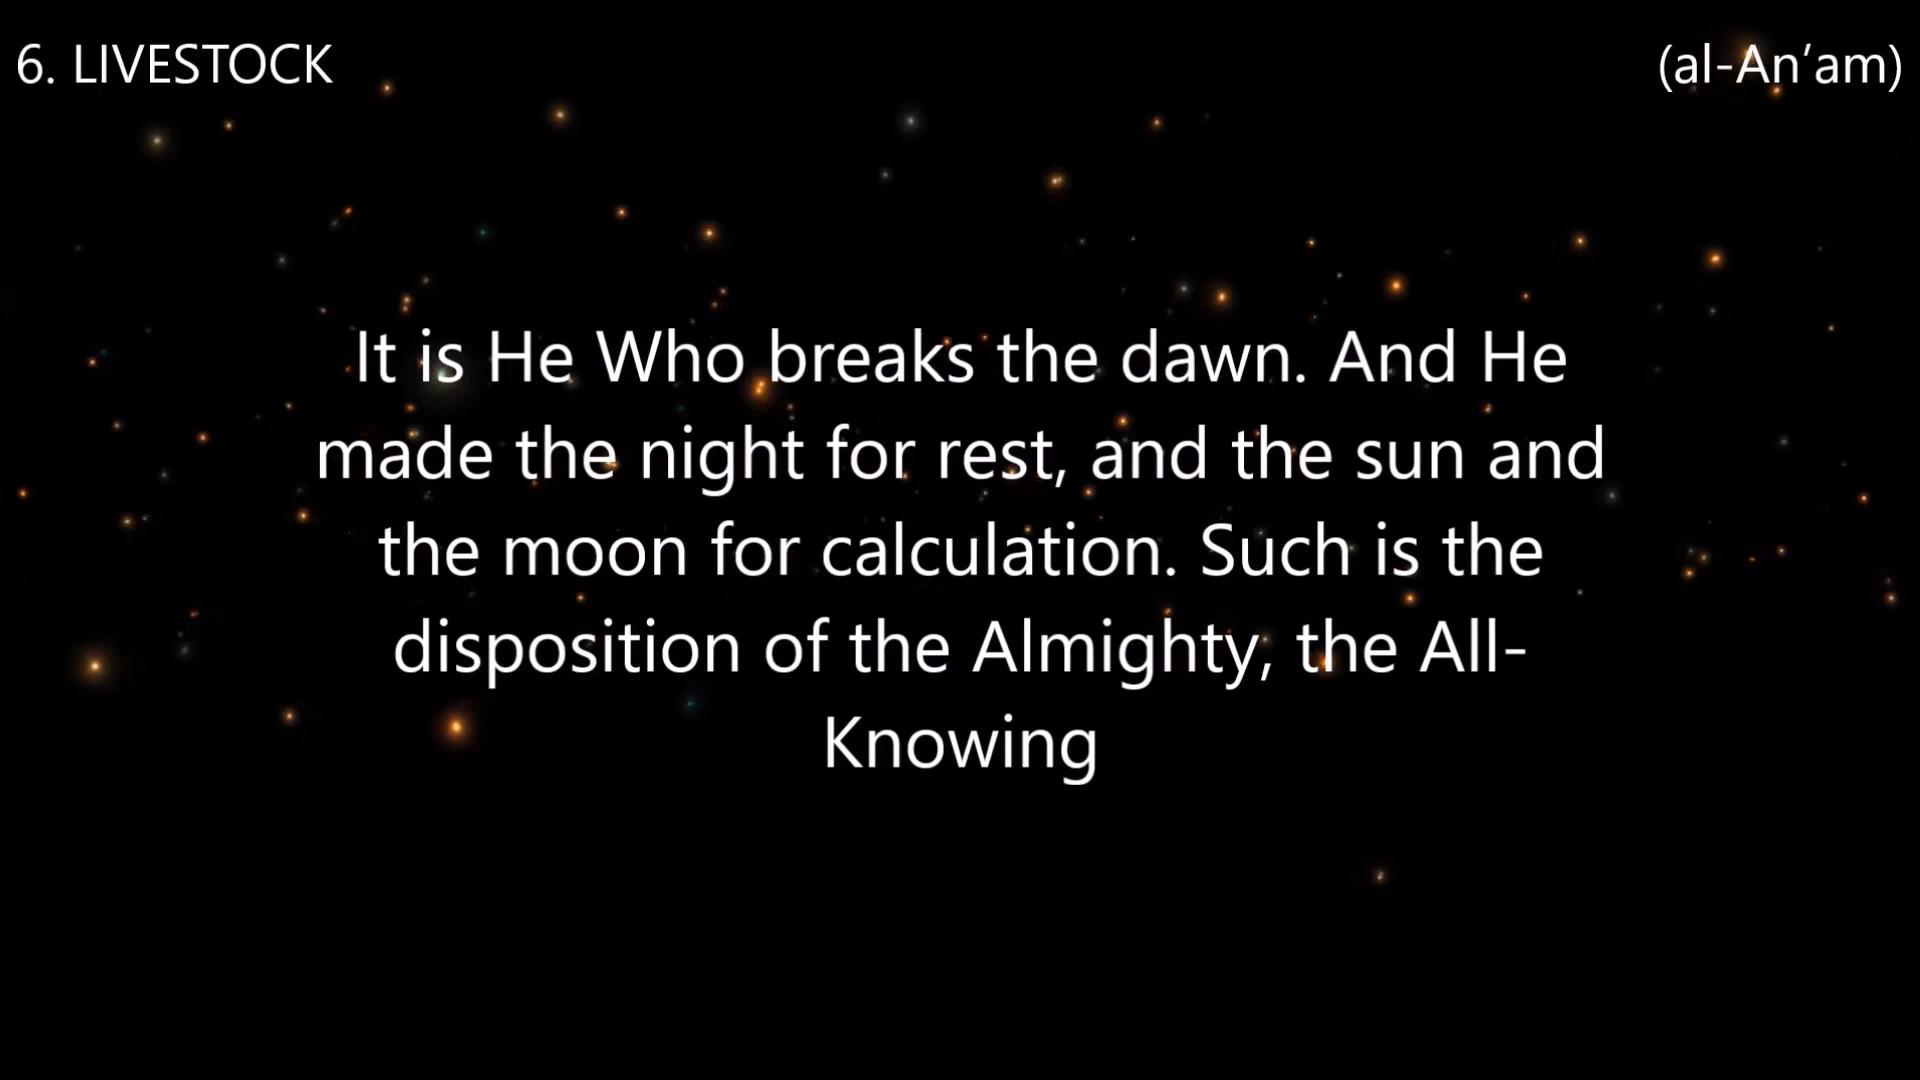 6. LIVESTOCK
(al-An’am)
It is He Who breaks the dawn. And He
made the night for rest, and the sun and
the moon for calculation. Such is the
disposition of the Almighty, the All-
Knowing